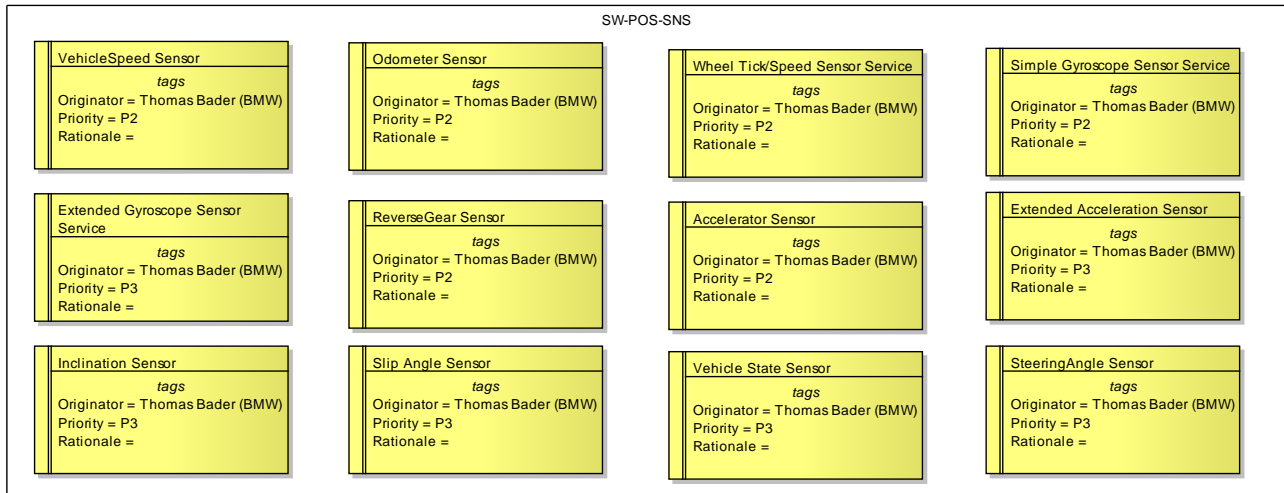 SW-POS-SNS
VehicleSpeed Sensor
tags
Originator = Thomas Bader (BMW)
Priority = P2
Rationale =
Odometer Sensor
tags
Originator = Thomas Bader (BMW)
Priority = P2
Rationale =
Wheel Tick/Speed Sensor Service
tags
Originator = Thomas Bader (BMW)
Priority = P2
Rationale =
Simple Gyroscope Sensor Service
tags
Originator = Thomas Bader (BMW)
Priority = P2
Rationale =
Extended Gyroscope Sensor
Service
tags
Originator = Thomas Bader (BMW)
Priority = P3
Rationale =
ReverseGear Sensor
tags
Originator = Thomas Bader (BMW)
Priority = P2
Rationale =
Accelerator Sensor
tags
Originator = Thomas Bader (BMW)
Priority = P2
Rationale =
Extended Acceleration Sensor
tags
Originator = Thomas Bader (BMW)
Priority = P3
Rationale =
Inclination Sensor
tags
Originator = Thomas Bader (BMW)
Priority = P3
Rationale =
Slip Angle Sensor
tags
Originator = Thomas Bader (BMW)
Priority = P3
Rationale =
Vehicle State Sensor
tags
Originator = Thomas Bader (BMW)
Priority = P3
Rationale =
SteeringAngle Sensor
tags
Originator = Thomas Bader (BMW)
Priority = P3
Rationale =